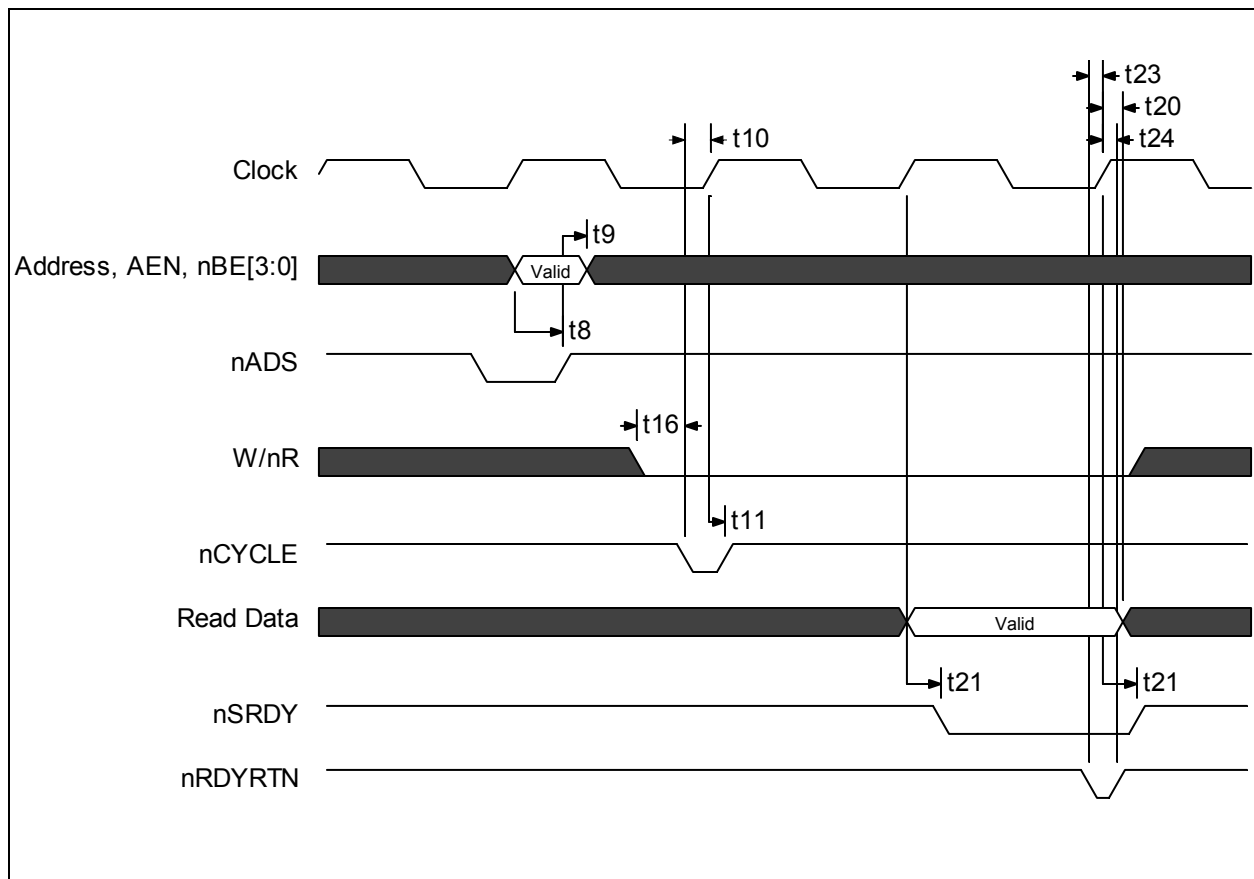 t23
t20
t10
t24
Clock
t9
Address, AEN, nBE[3:0]
Valid
t8
nADS
t16
W/nR
t11
nCYCLE
Read Data
Valid
t21
t21
nSRDY
nRDYRTN